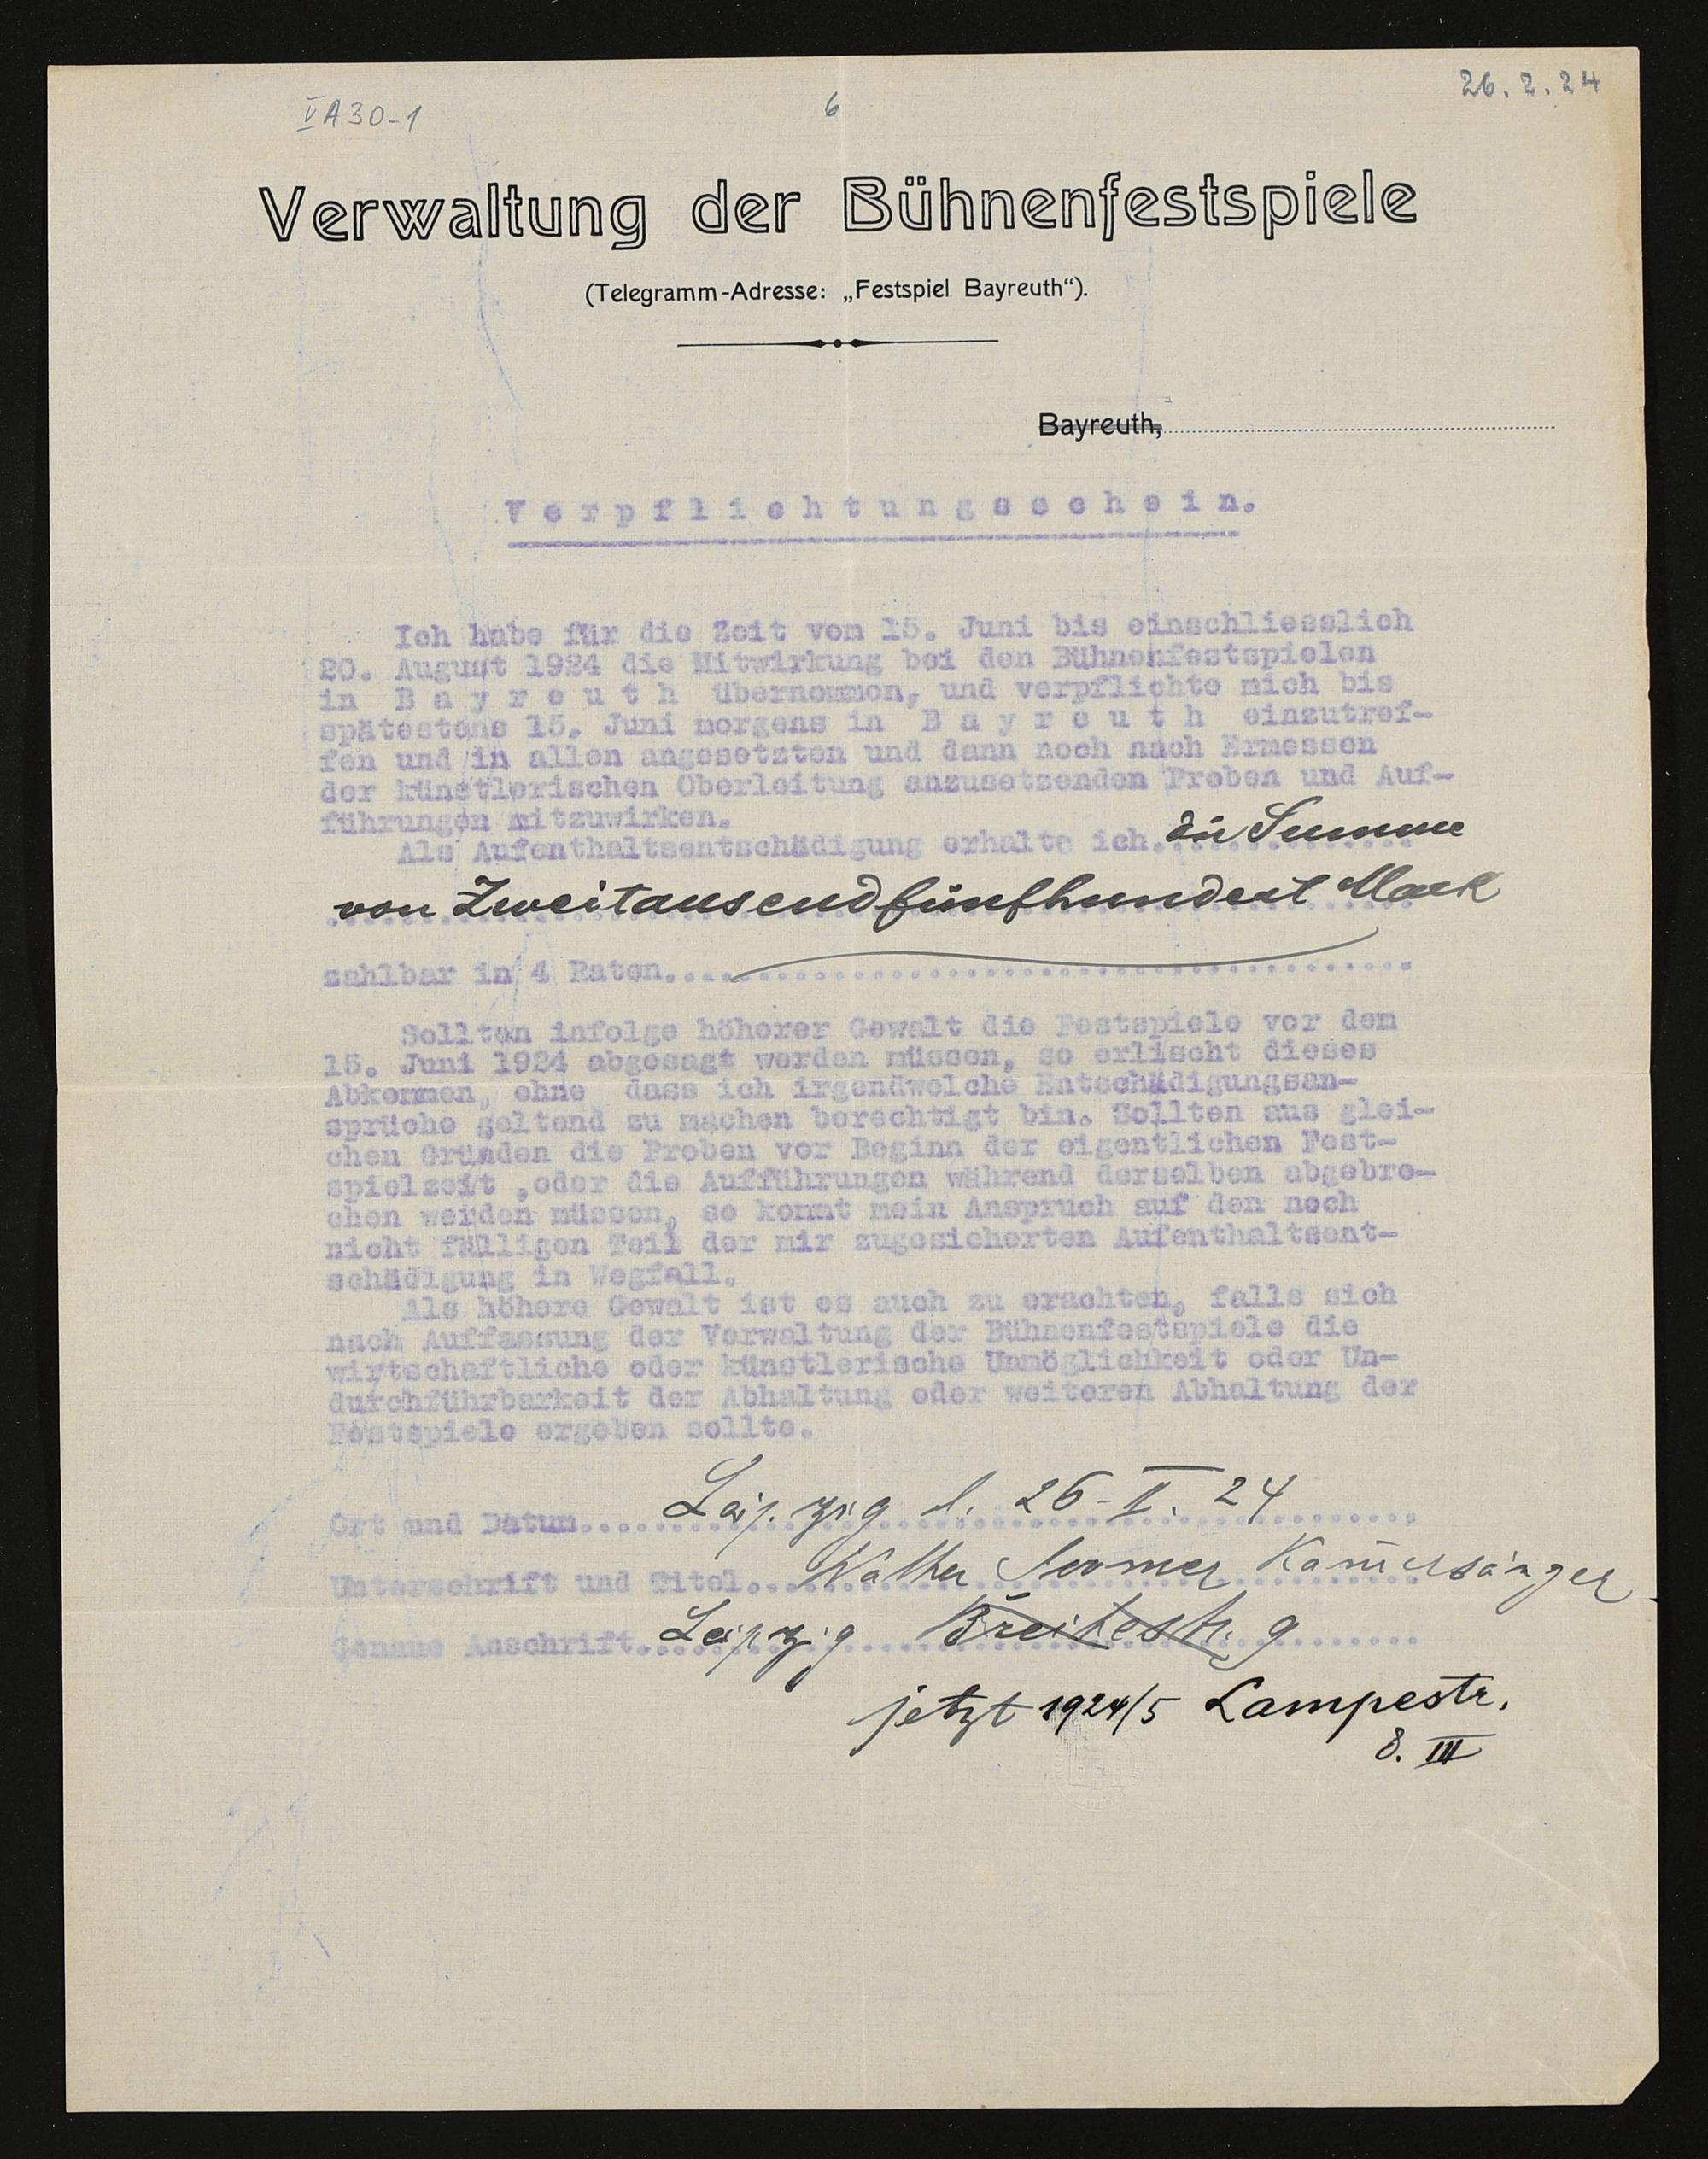 26.2.24
V A 30-1
6
Verwaltung der Bühnenfestspiele
(Telegramm-Adresse: „Festspiel Bayreuth“).
Bayreuth,
Verpflichtungsschein.
Ich habe für die Zeit vom 15. Juni bis einschliesslich
20. August 1924 die Mitwirkung bei den Bühnenfestspielen
in B a y r e u t h übernommen, und verpflichte mich bis
spätestens 15. Juni morgens in B a y r e u t h einzutref-
fen und in allen angesetzten und dann noch nach Ermessen
der künstlerischen Oberleitung anzusetzenden Proben und Auf-
führungen mitzuwirken.
Als Aufenthaltsentschädigung erhalte ich die Summe
von Zweitausendfünfhundert Mark
zahlbar in 4 Raten....
Sollten infolge höherer Gewalt die Festspiele vor dem
15. Juni 1924 abgesagt werden müssen, so erlischt dieses
Abkommen, ohne dass ich irgendwelche Entschädigungsan-
sprüche geltend zu machen berechtigt bin. Sollten aus glei-
chen Gründen die Proben vor Beginn der eigentlichen Fest-
spielzeit ,oder die Aufführungen während derselben abgebro-
chen werden müssen, so kommt mein Anspruch auf den noch
nicht fälligen Teil der mir zugesicherten Aufenthaltsent-
schädigung in Wegfall.
Als höhere Gewalt ist es auch zu erachten, falls sich
nach Auffassung der Verwaltung der Bühnenfestspiele die
wirtschaftliche oder künstlerische Unmöglichkeit oder Un-
durchführbarkeit der Abhaltung oder weiteren Abhaltung der
Festspiele ergeben sollte.
Ort und Datum.... Leipzig d. 26-II. 24
Unterschrift und Titel.. Walther Soomer Kammersänger
Genaue Anschrift. Leipzig Breitestr. 9
jetzt 1924/5 Lampestr.
8. III